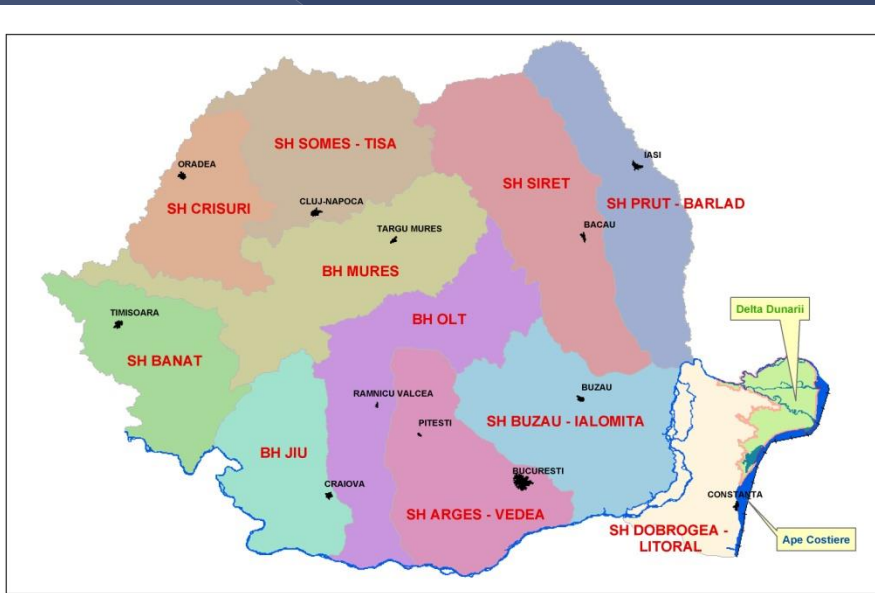 SH SOMES - TISA
ORADEA
IASI
SH SIRET
CLUJ-NAPOCA
SH CRISURI
SH PRUT - BARLAD
TARGU MURES
BACAU
BH MURES
Delta Dunarii
TIMISOARA
BH OLT
SH BANAT
RAMNICU VALCEA
BUZAU
PITESTI
SH BUZAU - IALOMITA
BH JIU
BUCURESTI
CRAIOVA
CONSTANTA
SH ARGES - VEDEA
SH DOBROGEA -
LITORAL
Ape Costiere